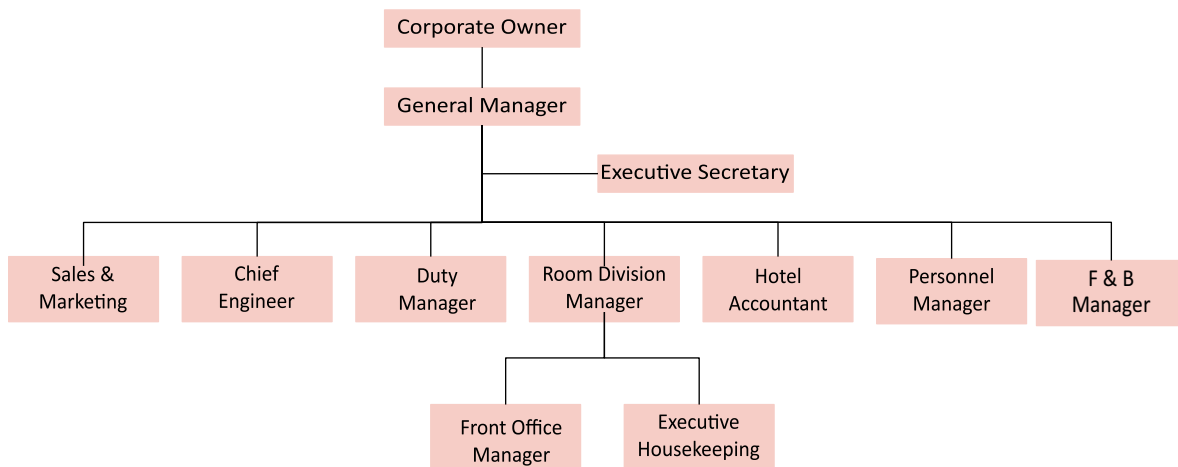 Corporate Owner
General Manager
Executive Secretary
Sales &
Marketing
Chief
Engineer
Duty
Manager
Room Division
Manager
Hotel
Accountant
Personnel
Manager
F & B
Manager
Front Office
Manager
Executive
Housekeeping